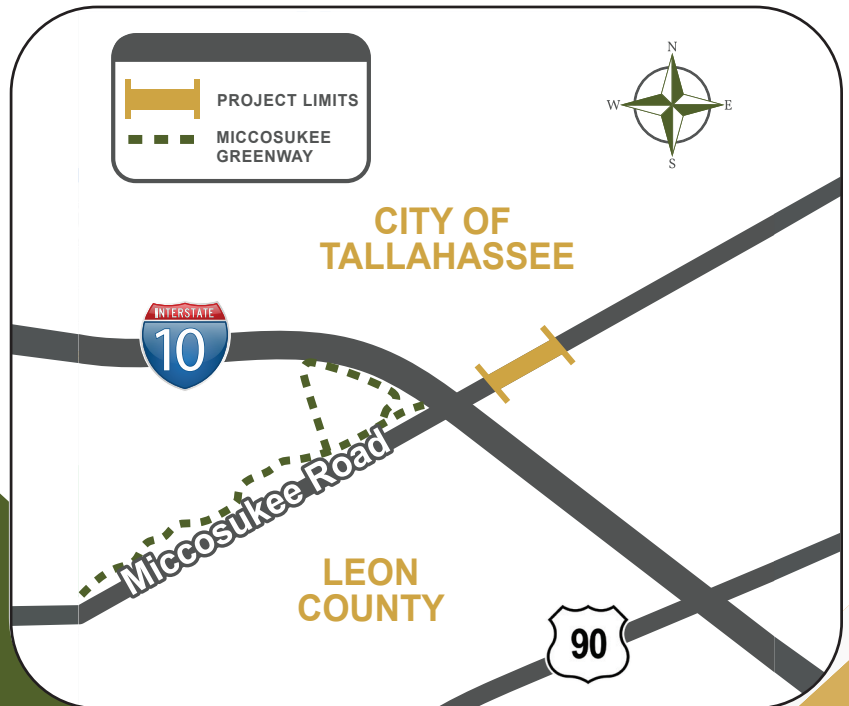 PROJECT LIMITS
MICCOSUKEE
GREENWAY
N
W
E
S
CITY OF
TALLAHASSEE
INTERSTATE
10
Miccosukee Road
LEON
COUNTY
90